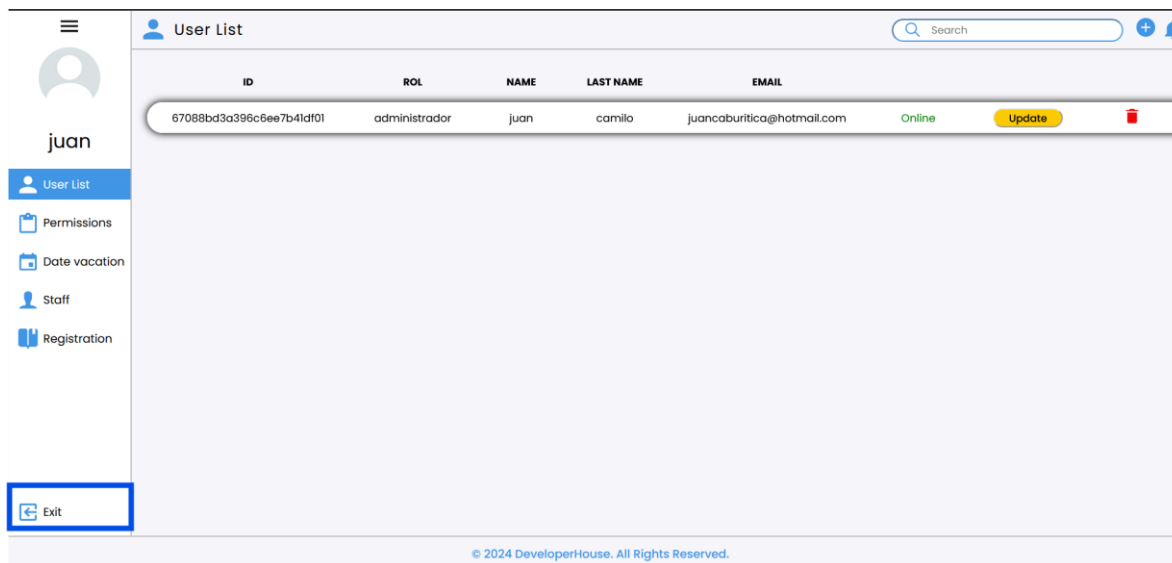 User List
Search
juan
User List
Permissions
Date vacation
Staff
Registration
Exit
ID ROL NAME LAST NAME EMAIL
67088bd3a396c6ee7b41df01 administrador juan camilo juancaburitica@hotmail.com Online Update
© 2024 DeveloperHouse. All Rights Reserved.